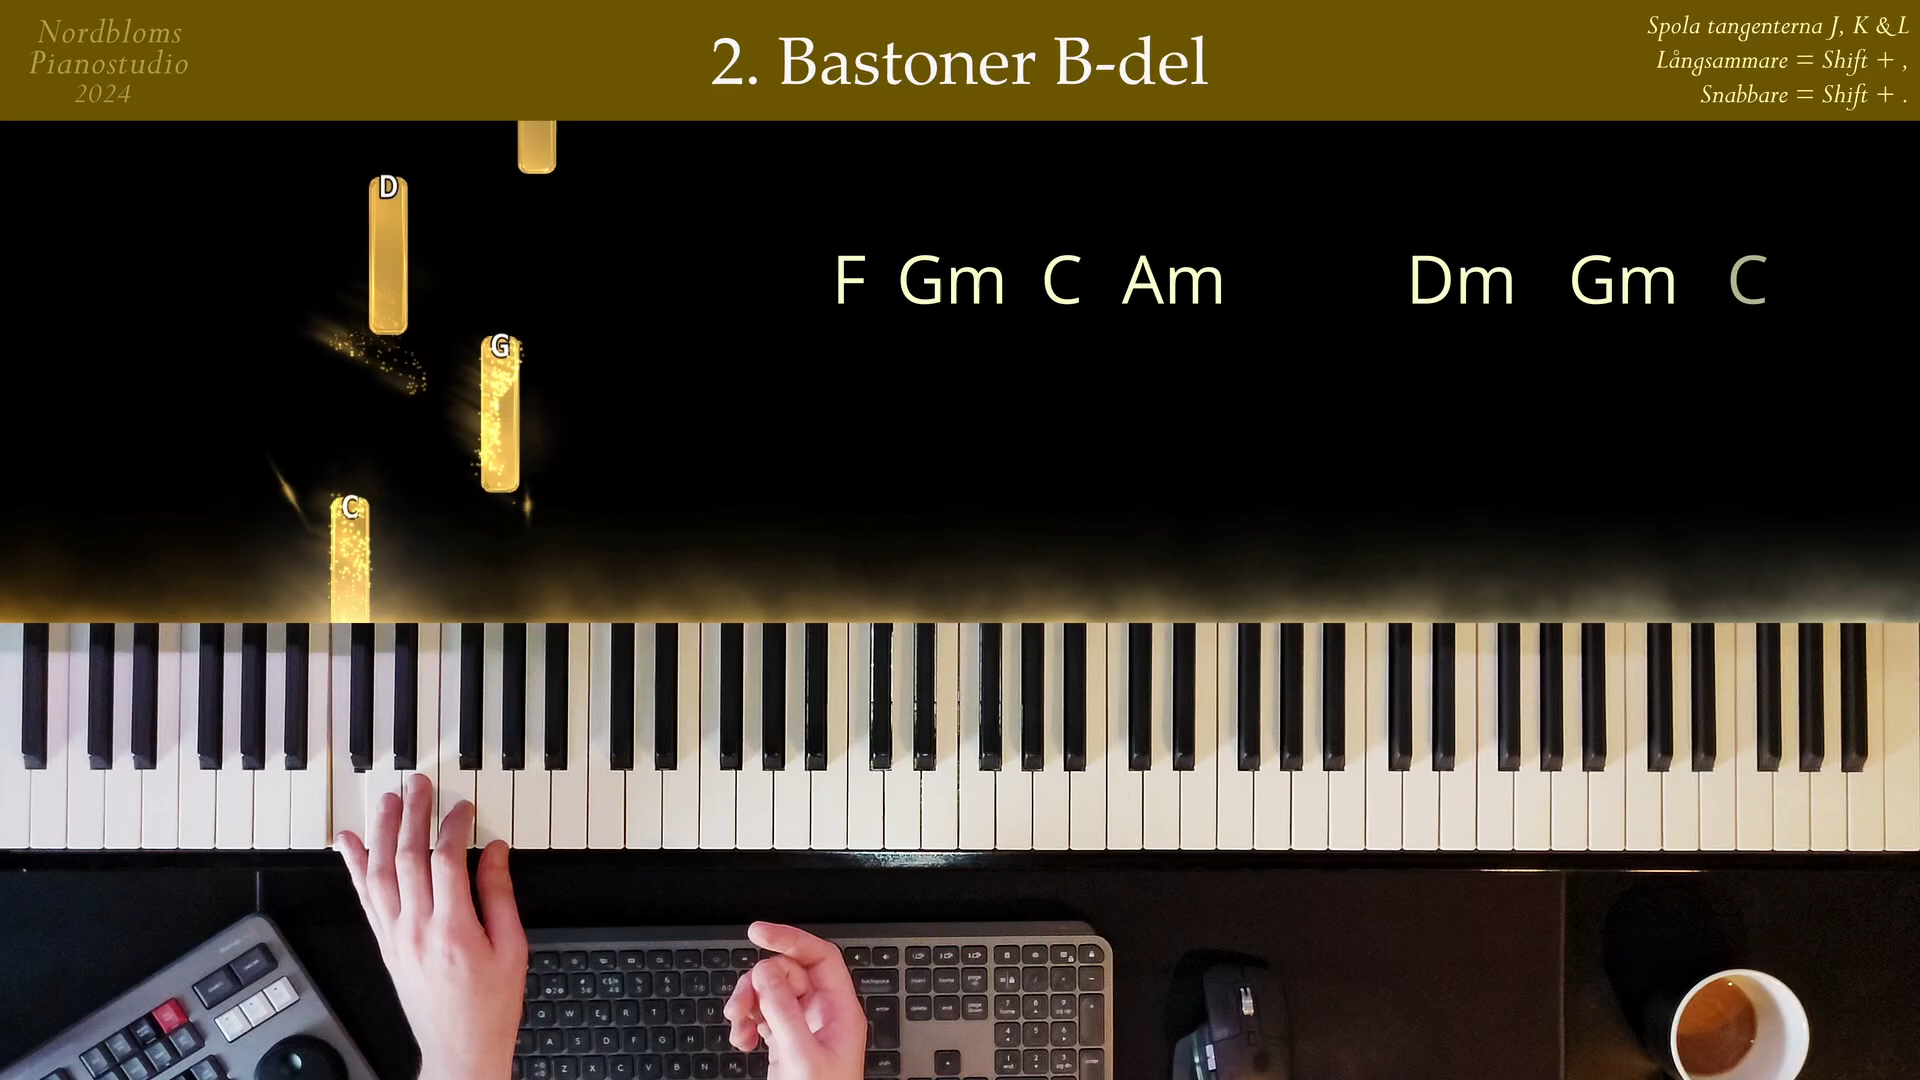 Nordbloms
Pianostudio
2024
2. Bastoner B-del
Spola tangenterna J, K & L
Långsammare = Shift + ,
Snabbare = Shift + .
D
F Gm C Am Dm Gm C
G
C
Q W E R T Y U
A S D F G H J
Z X C V B N M